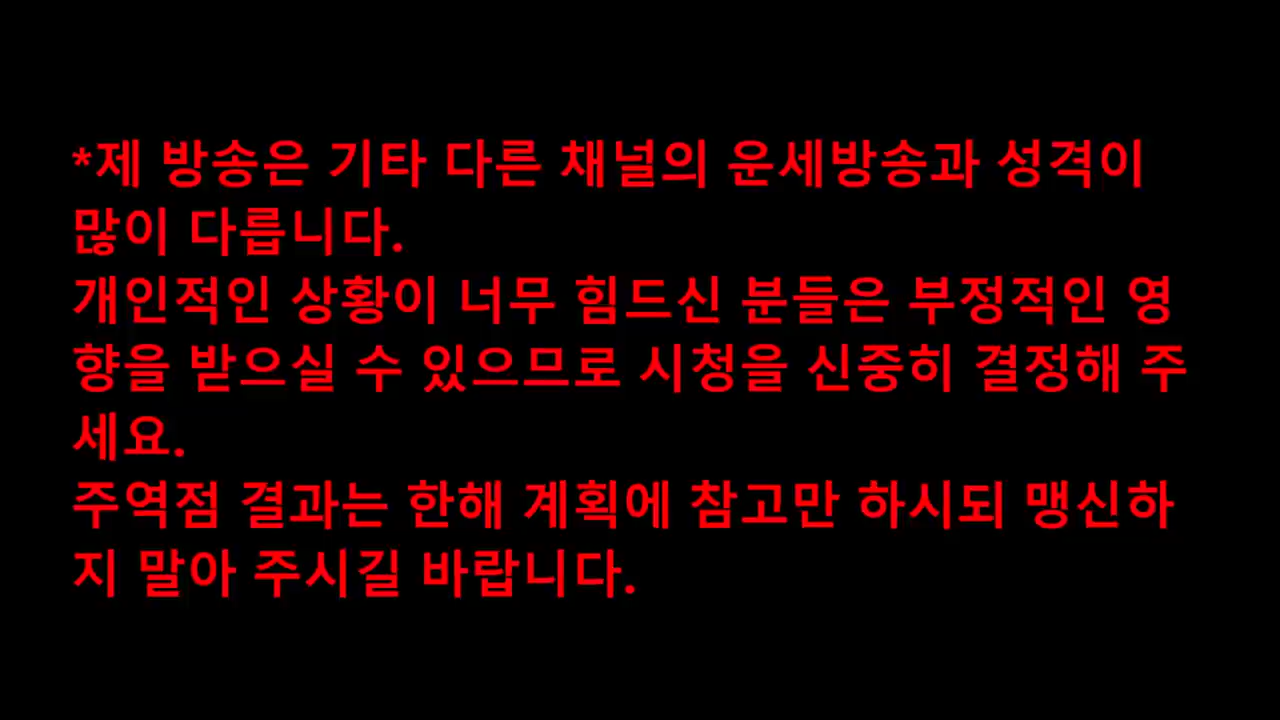 *제 방송은 기타 다른 채널의 운세방송과 성격이
많이 다릅니다.
개인적인 상황이 너무 힘드신 분들은 부정적인 영
향을 받으실 수 있으므로 시청을 신중히 결정해 주
세요.
주역점 결과는 한해 계획에 참고만 하시되 맹신하
지 말아 주시길 바랍니다.